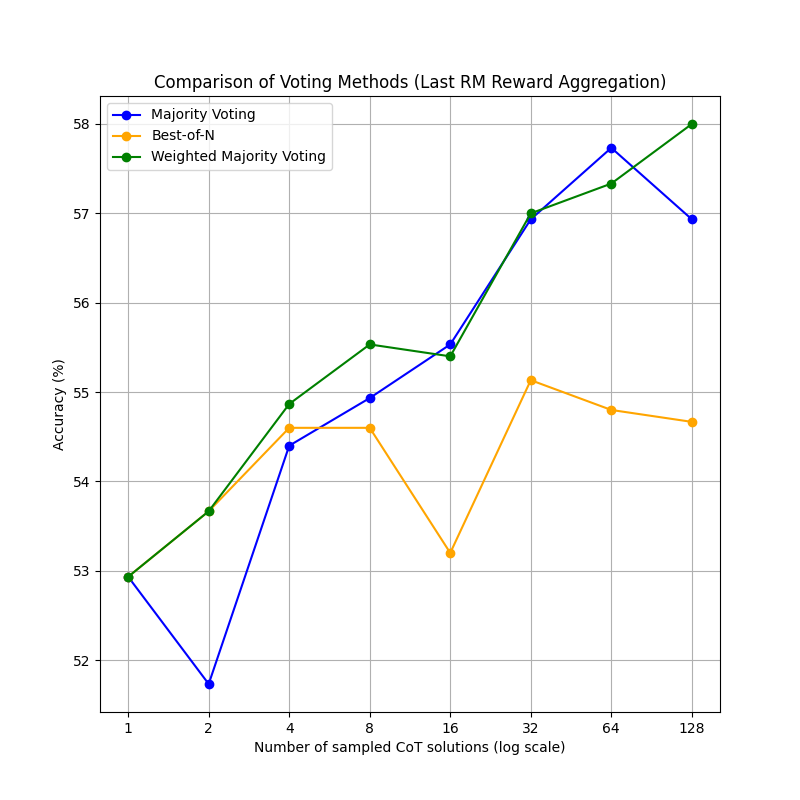 Comparison of Voting Methods (Last RM Reward Aggregation)
Majority Voting
Best-of-N
Weighted Majority Voting
58
57
56
55
54
53
52
Accuracy (%)
1 2 4 8 16 32 64 128
Number of sampled CoT solutions (log scale)